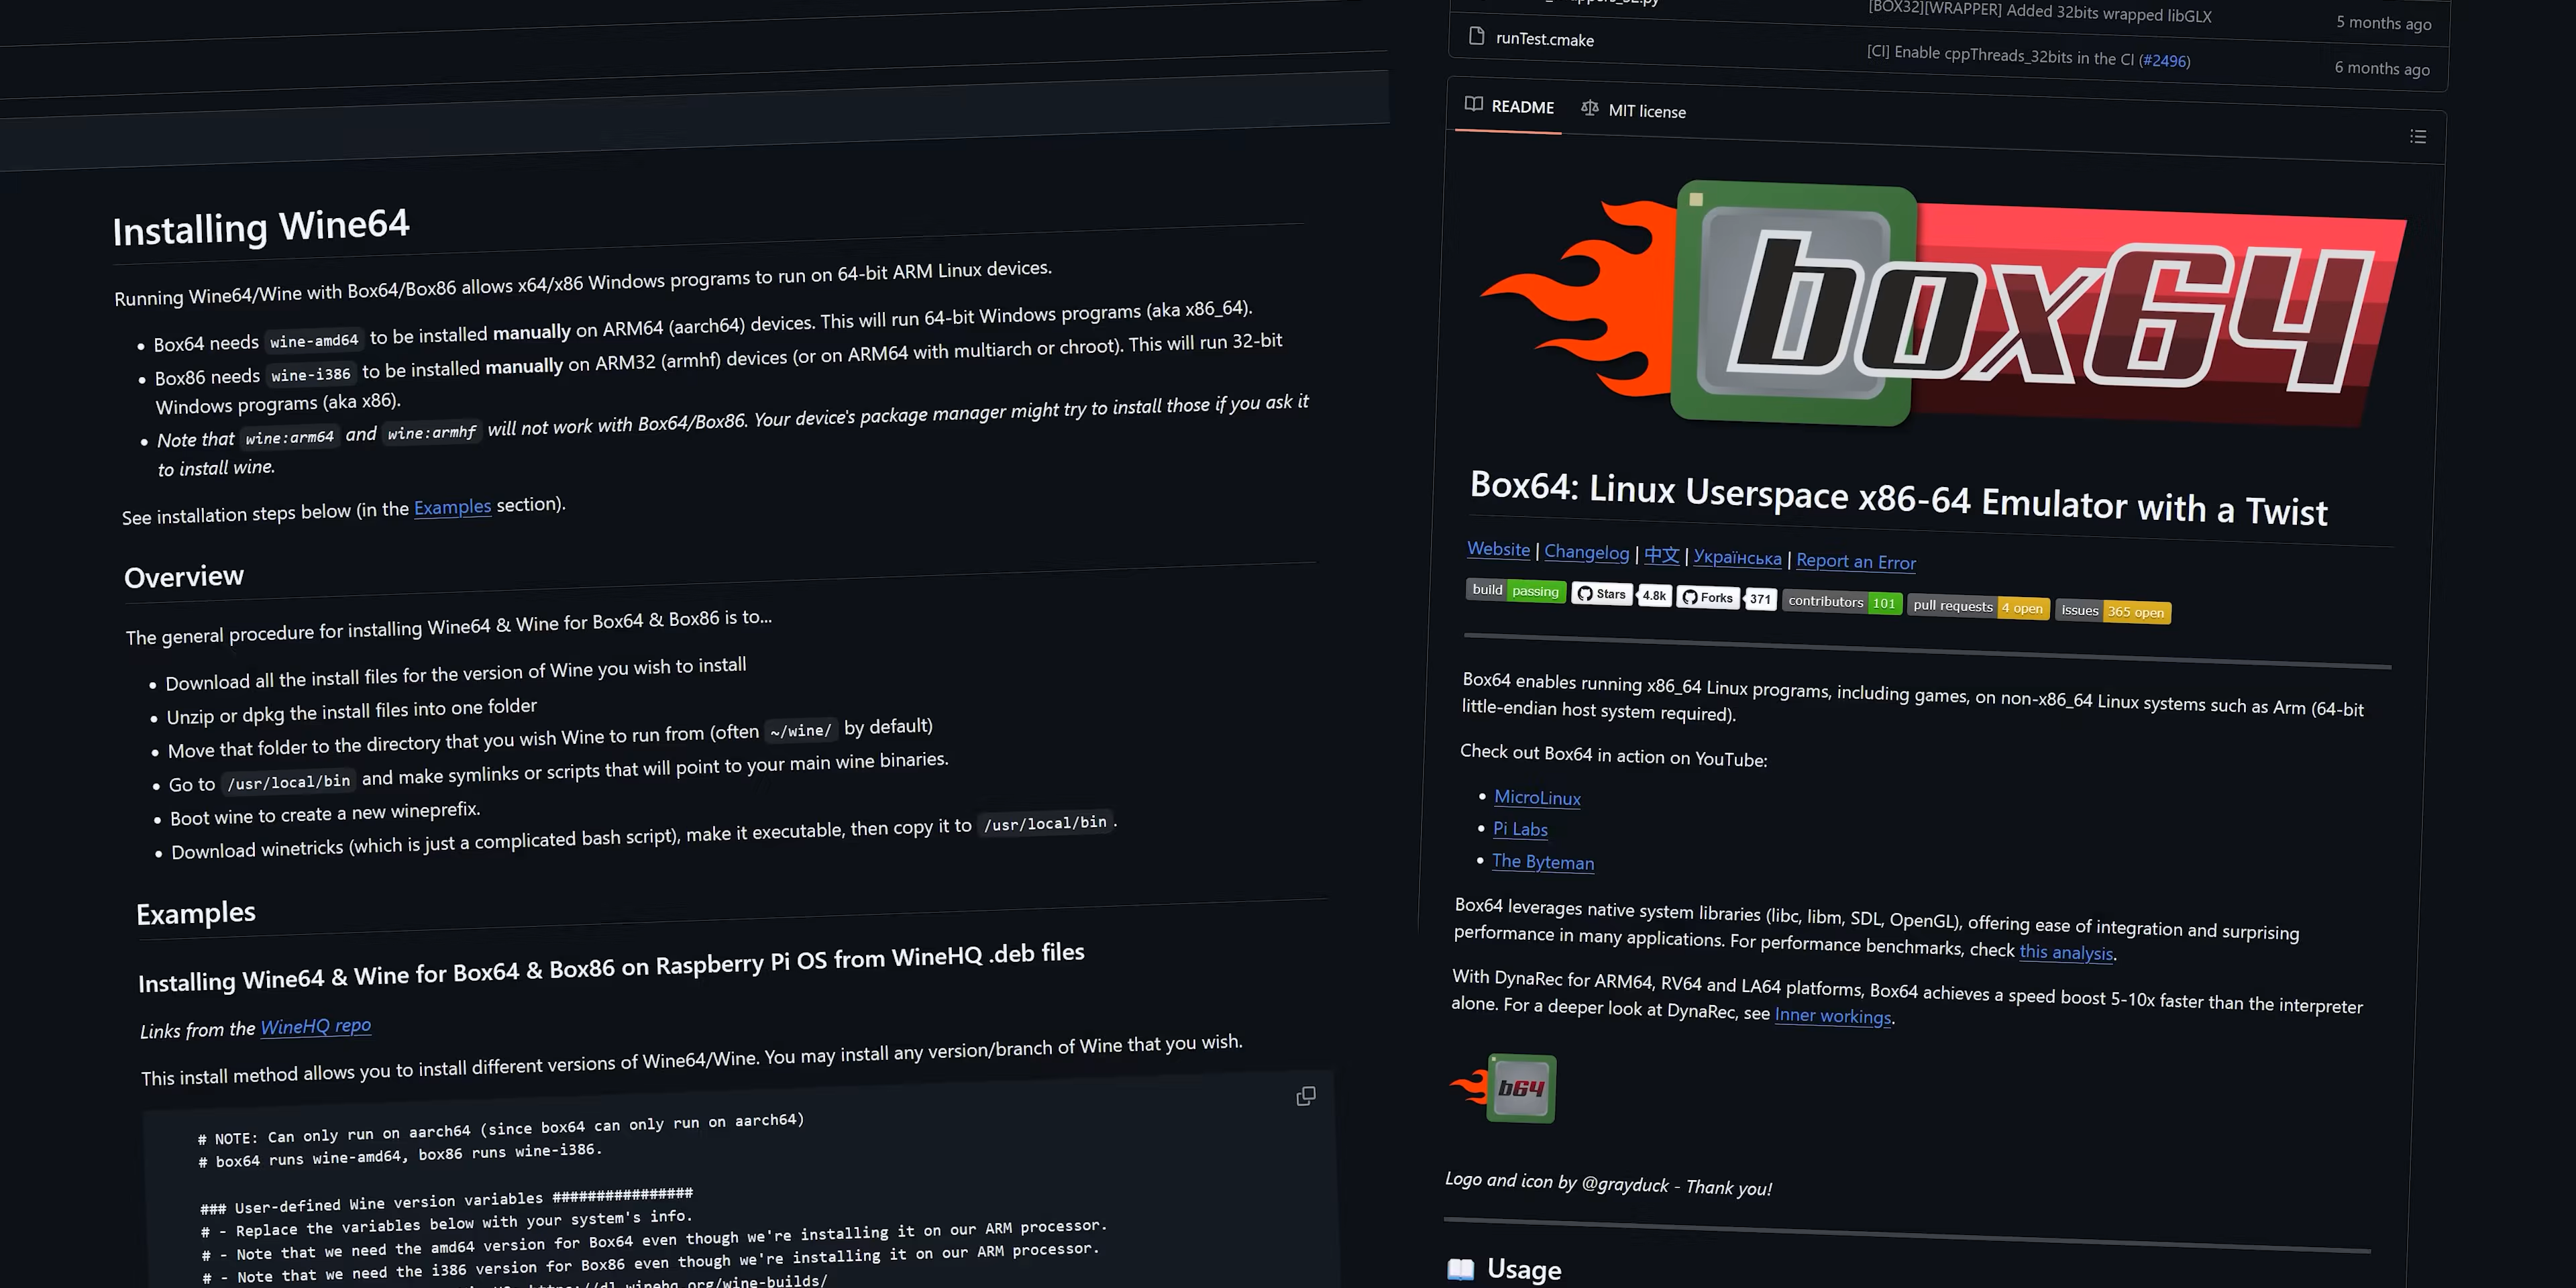 Installing Wine64
Running Wine64/Wine with Box64/Box86 allows x64/x86 Windows programs to run on 64-bit ARM Linux devices.
• Box64 needs wine-amd64 to be installed manually on ARM64 (aarch64) devices. This will run 64-bit Windows programs (aka x86_64).
• Box86 needs wine-i386 to be installed manually on ARM32 (armhf) devices (or on ARM64 with multiarch or chroot). This will run 32-bit
Windows programs (aka x86).
• Note that wine:arm64 and wine:armhf will not work with Box64/Box86. Your device's package manager might try to install those if you ask it
to install wine.
See installation steps below (in the Examples section).
Overview
The general procedure for installing Wine64 & Wine for Box64 & Box86 is to...
• Download all the install files for the version of Wine you wish to install
• Unzip or dpkg the install files into one folder
• Move that folder to the directory that you wish Wine to run from (often ~/wine/ by default)
• Go to /usr/local/bin and make symlinks or scripts that will point to your main wine binaries.
• Boot wine to create a new wineprefix.
• Download winetricks (which is just a complicated bash script), make it executable, then copy it to /usr/local/bin.
Examples
Installing Wine64 & Wine for Box64 & Box86 on Raspberry Pi OS from WineHQ .deb files
Links from the WineHQ repo
This install method allows you to install different versions of Wine64/Wine. You may install any version/branch of Wine that you wish.
# NOTE: Can only run on aarch64 (since box64 can only run on aarch64)
# box64 runs wine-amd64, box86 runs wine-i386.
### User-defined Wine version variables ################
# - Replace the variables below with your system's info.
# - Note that we need the amd64 version for Box64 even though we're installing it on our ARM processor.
# - Note that we need the i386 version for Box86 even though we're installing it on our ARM processor.
https://dl.winehq.org/wine-builds/
[BOX32][WRAPPER] Added 32bits wrapped libGLX 5 months ago
runTest.cmake [CI] Enable cppThreads_32bits in the CI (#2496) 6 months ago
README MIT license
box64
Box64: Linux Userspace x86-64 Emulator with a Twist
Website | Changelog | 中文 | Українська | Report an Error
build passing Stars 4.8k Forks 371 contributors 101 pull requests 4 open issues 365 open
Box64 enables running x86_64 Linux programs, including games, on non-x86_64 Linux systems such as Arm (64-bit
little-endian host system required).
Check out Box64 in action on YouTube:
• MicroLinux
• Pi Labs
• The Byteman
Box64 leverages native system libraries (libc, libm, SDL, OpenGL), offering ease of integration and surprising
performance in many applications. For performance benchmarks, check this analysis.
With DynaRec for ARM64, RV64 and LA64 platforms, Box64 achieves a speed boost 5-10x faster than the interpreter
alone. For a deeper look at DynaRec, see Inner workings.
b64
Logo and icon by @grayduck - Thank you!
Usage